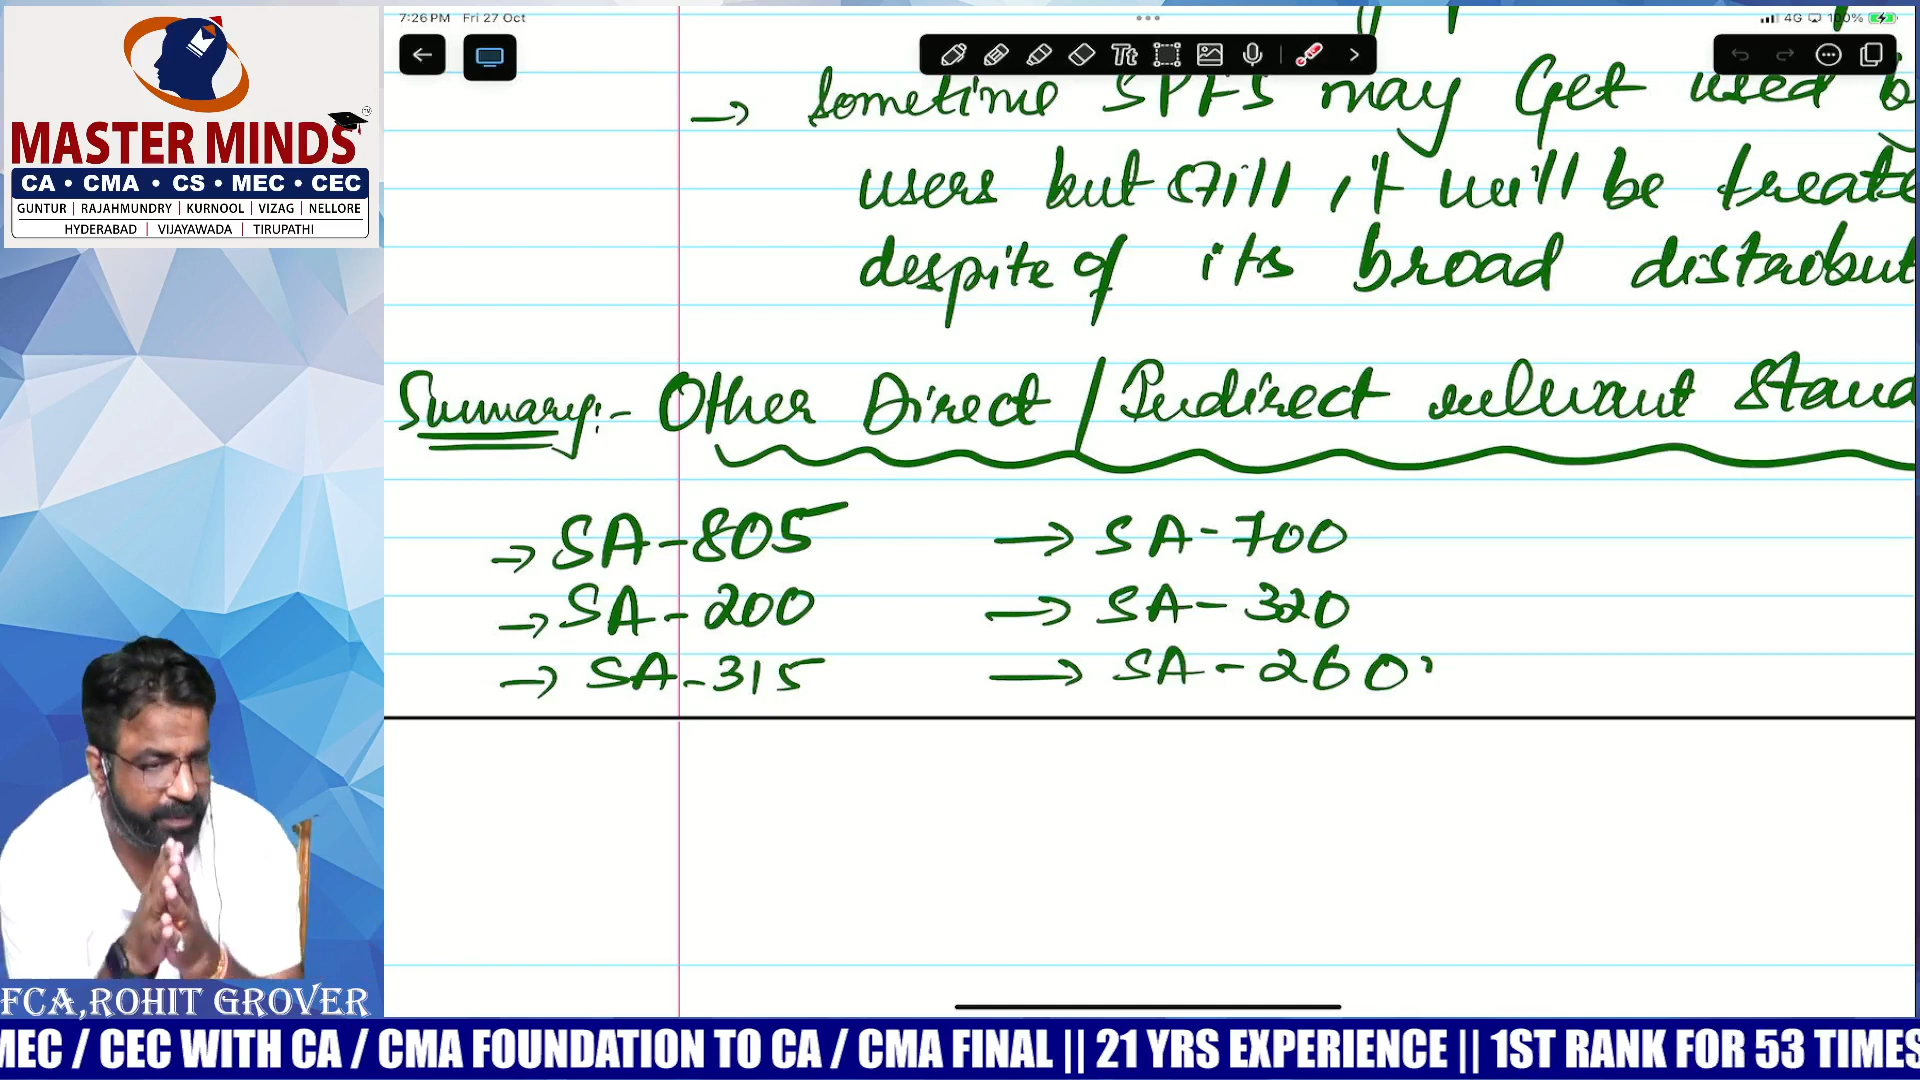 7:26 PM Fri 27 Oct
4G 100%
MASTER MINDS
TM
CA • CMA • CS • MEC • CEC
GUNTUR | RAJAHMUNDRY | KURNOOL | VIZAG | NELLORE
HYDERABAD | VIJAYAWADA | TIRUPATHI
Tt
→ Sometime SPFS may Get used b
users but still it will be treate
despite of its broad distribut
Summary:- Other Direct / Indirect relevant Stand
→ SA-805 → SA-700
→ SA-200 → SA-320
→ SA-315 → SA-260
FCA,ROHIT GROVER
MEC / CEC WITH CA / CMA FOUNDATION TO CA / CMA FINAL || 21 YRS EXPERIENCE || 1ST RANK FOR 53 TIMES